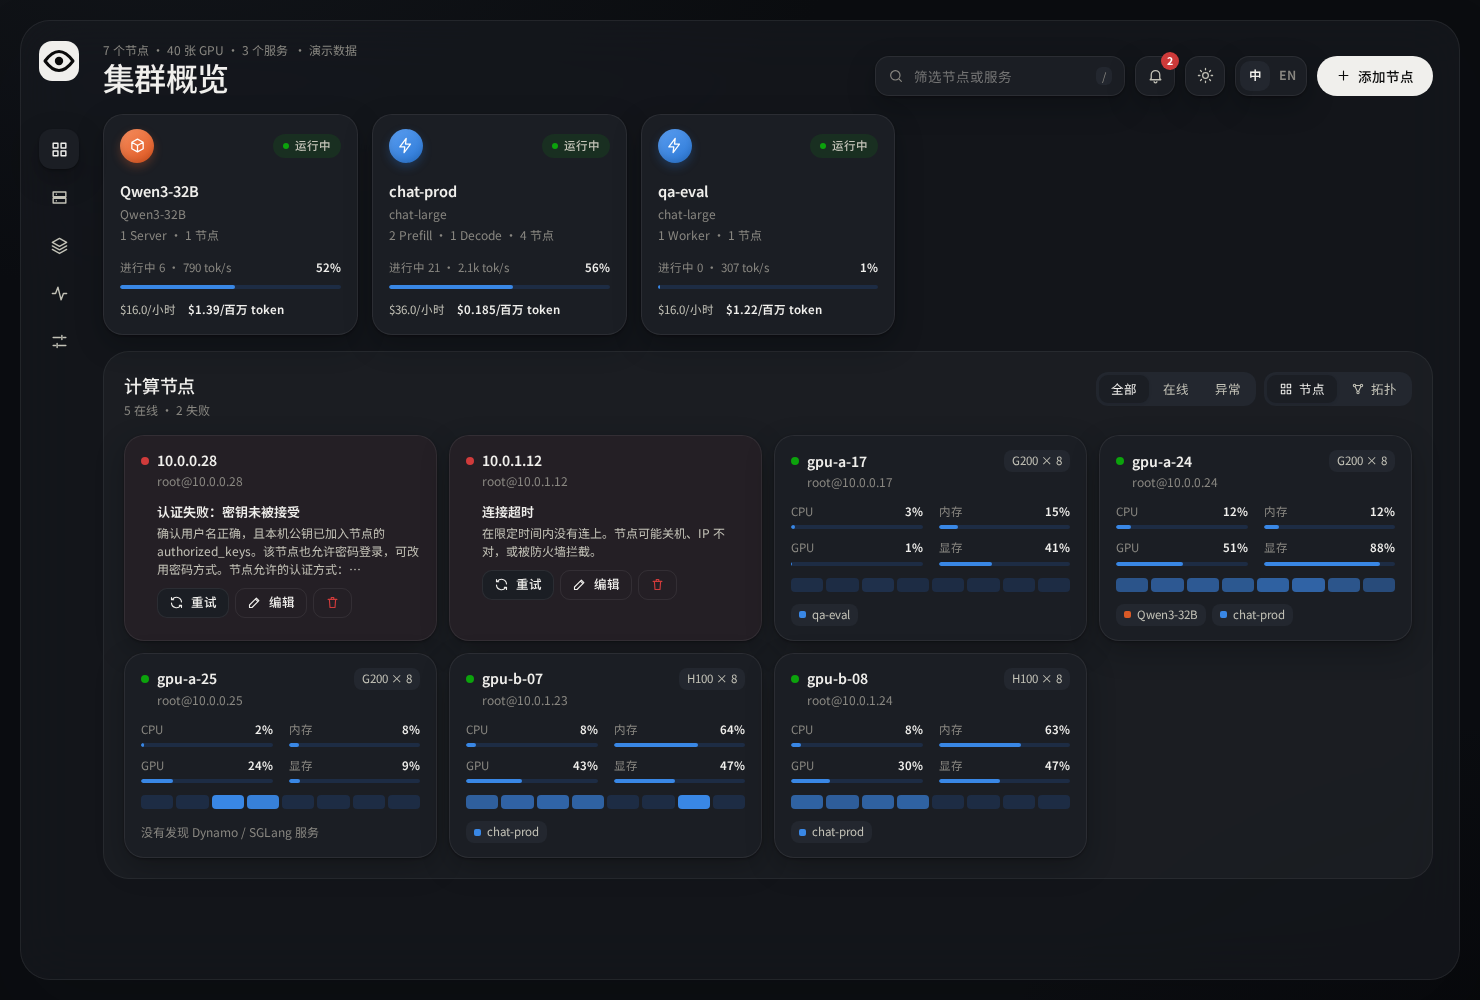 7 个节点 · 40 张 GPU · 3 个服务 · 演示数据
集群概览
筛选节点或服务 /
2
中 EN
+ 添加节点
运行中
Qwen3-32B
Qwen3-32B
1 Server · 1 节点
进行中 6 · 790 tok/s 52%
$16.0/小时 $1.39/百万 token
运行中
chat-prod
chat-large
2 Prefill · 1 Decode · 4 节点
进行中 21 · 2.1k tok/s 56%
$36.0/小时 $0.185/百万 token
运行中
qa-eval
chat-large
1 Worker · 1 节点
进行中 0 · 307 tok/s 1%
$16.0/小时 $1.22/百万 token
计算节点
5 在线 · 2 失败
全部 在线 异常 节点 拓扑
10.0.0.28
root@10.0.0.28
认证失败：密钥未被接受
确认用户名正确，且本机公钥已加入节点的
authorized_keys。该节点也允许密码登录，可改
用密码方式。节点允许的认证方式：…
重试 编辑
10.0.1.12
root@10.0.1.12
连接超时
在限定时间内没有连上。节点可能关机、IP 不
对，或被防火墙拦截。
重试 编辑
gpu-a-17 G200 × 8
root@10.0.0.17
CPU 3% 内存 15%
GPU 1% 显存 41%
qa-eval
gpu-a-24 G200 × 8
root@10.0.0.24
CPU 12% 内存 12%
GPU 51% 显存 88%
Qwen3-32B chat-prod
gpu-a-25 G200 × 8
root@10.0.0.25
CPU 2% 内存 8%
GPU 24% 显存 9%
没有发现 Dynamo / SGLang 服务
gpu-b-07 H100 × 8
root@10.0.1.23
CPU 8% 内存 64%
GPU 43% 显存 47%
chat-prod
gpu-b-08 H100 × 8
root@10.0.1.24
CPU 8% 内存 63%
GPU 30% 显存 47%
chat-prod